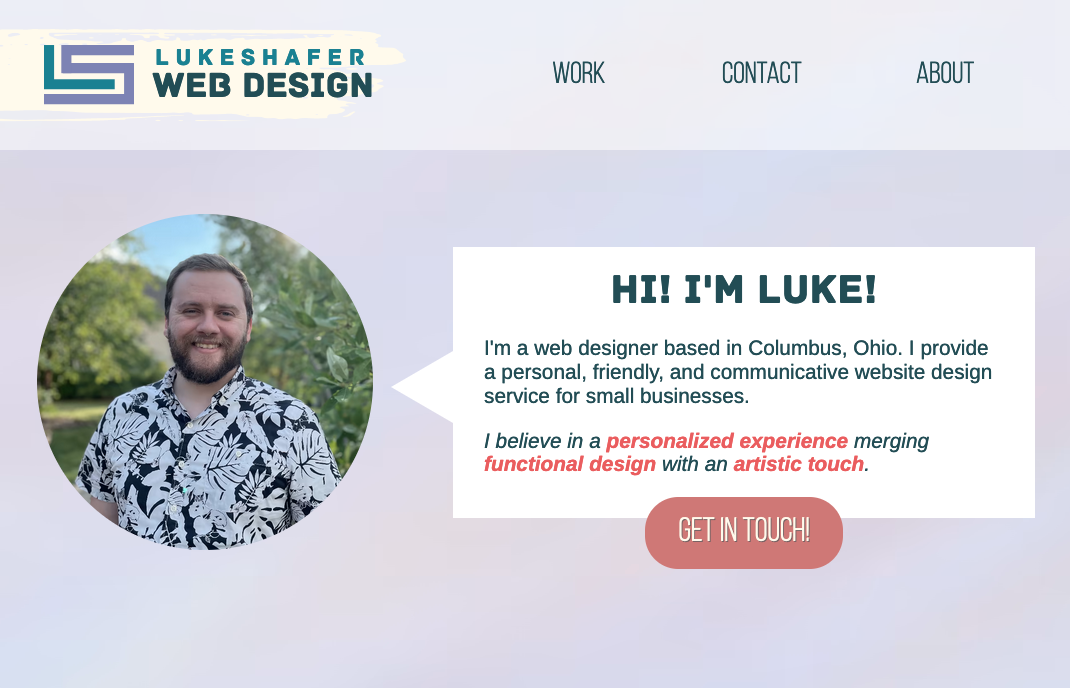 LUKESHAFER
WEB DESIGN
WORK
CONTACT
ABOUT
HI! I'M LUKE!
I'm a web designer based in Columbus, Ohio. I provide
a personal, friendly, and communicative website design
service for small businesses.
I believe in a personalized experience merging
functional design with an artistic touch.
GET IN TOUCH!